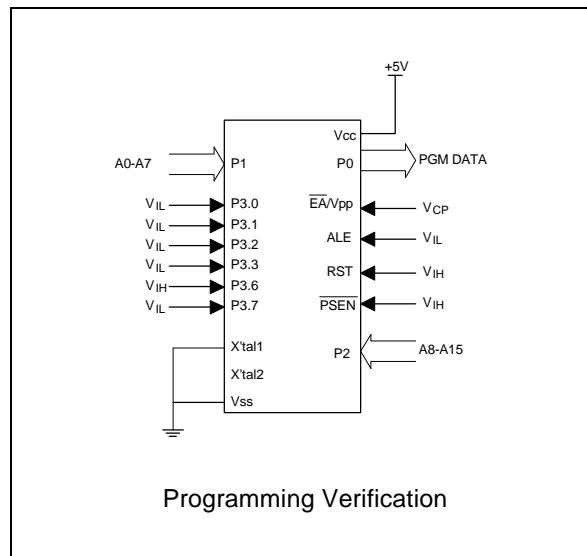 +5V
Vcc
A0-A7 P1 P0 PGM DATA
VIL P3.0 EA/Vpp VCP
VIL P3.1
VIL P3.2 ALE VIL
VIL P3.3 RST VIH
VIH P3.6
VIL P3.7 PSEN VIH
X'tal1 P2 A8-A15
X'tal2
Vss
Programming Verification